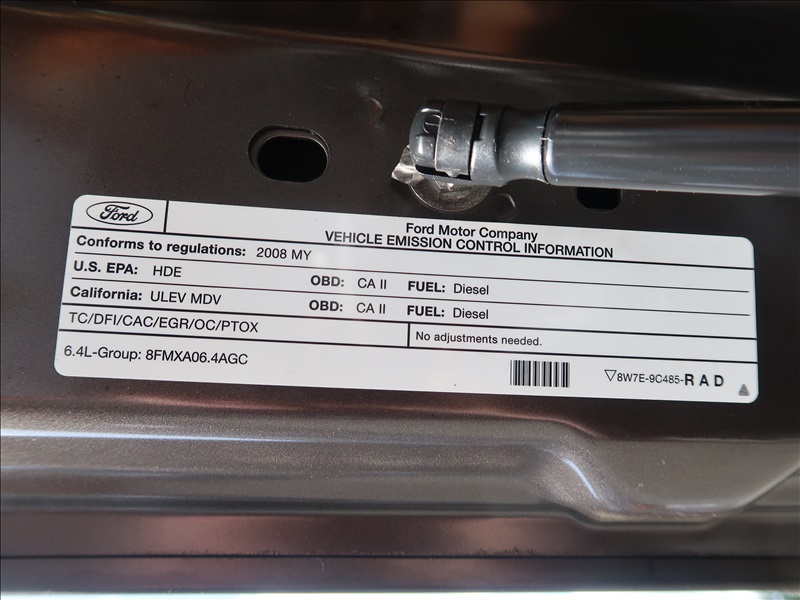 Ford
Ford Motor Company
VEHICLE EMISSION CONTROL INFORMATION
Conforms to regulations: 2008 MY
U.S. EPA: HDE OBD: CA II FUEL: Diesel
California: ULEV MDV OBD: CA II FUEL: Diesel
TC/DFI/CAC/EGR/OC/PTOX No adjustments needed.
6.4L-Group: 8FMXA06.4AGC ▽8W7E-9C485-RAD